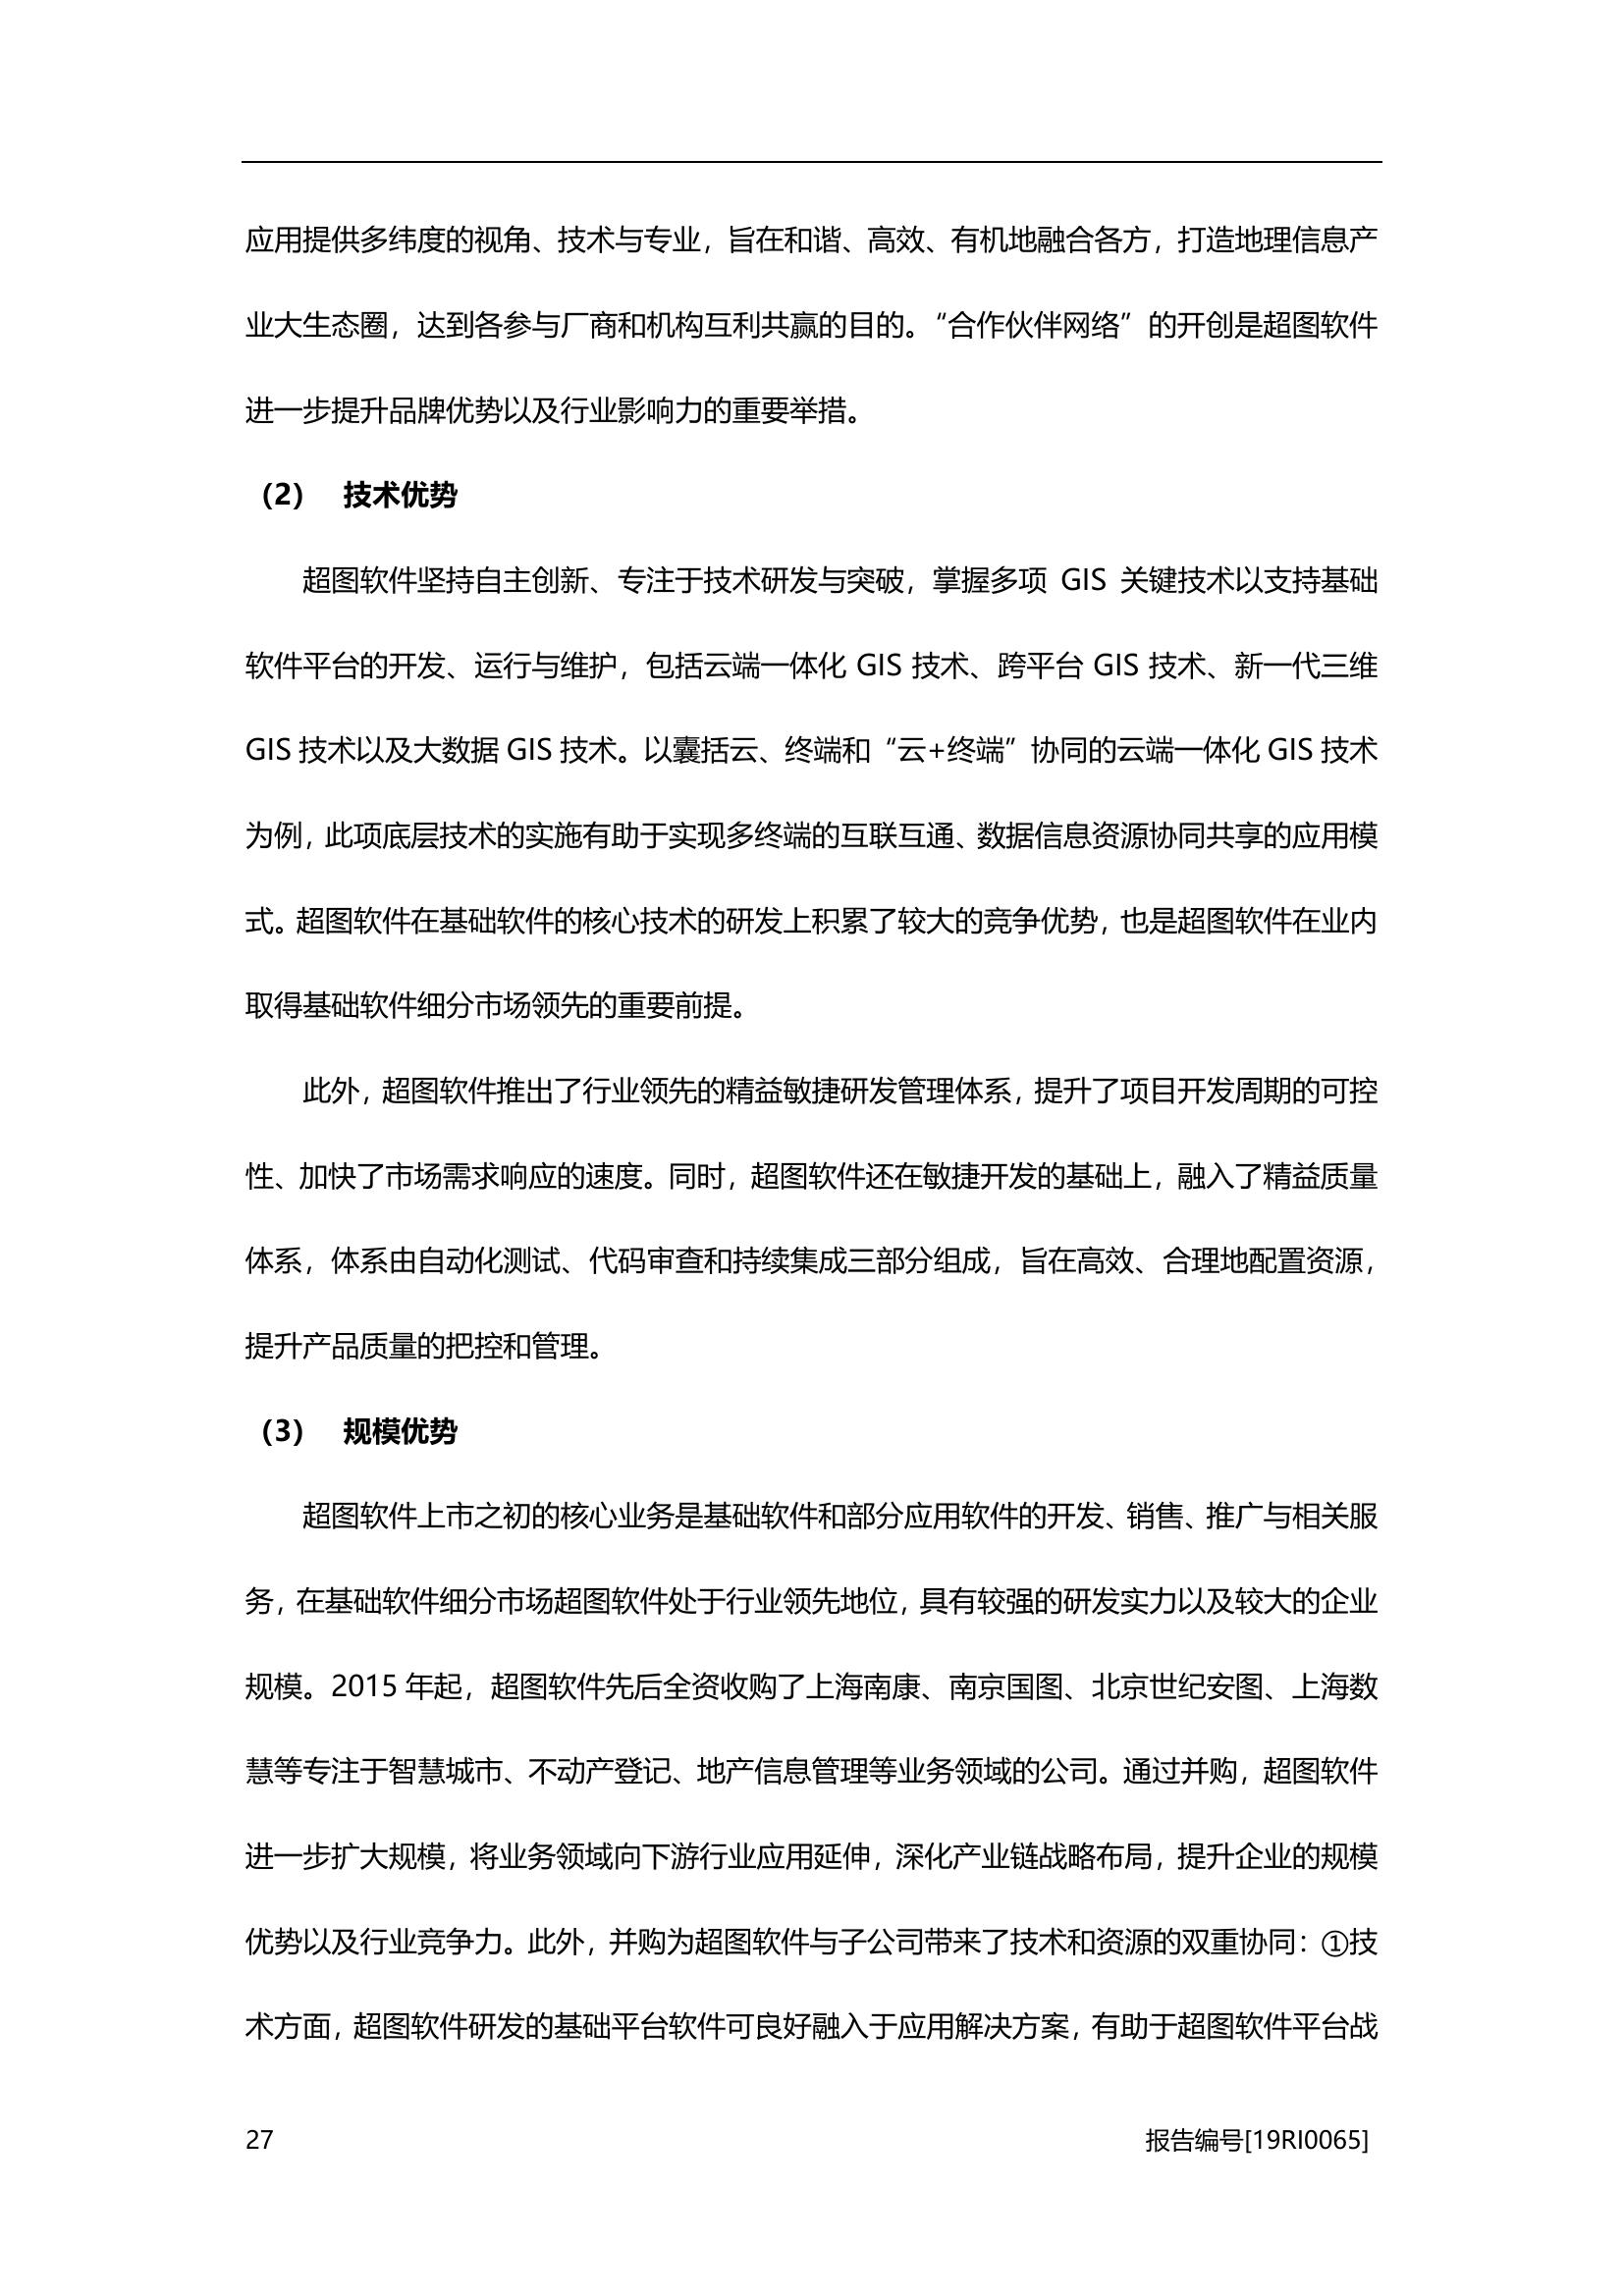 应用提供多纬度的视角、技术与专业，旨在和谐、高效、有机地融合各方，打造地理信息产
业大生态圈，达到各参与厂商和机构互利共赢的目的。“合作伙伴网络”的开创是超图软件
进一步提升品牌优势以及行业影响力的重要举措。
（2） 技术优势
超图软件坚持自主创新、专注于技术研发与突破，掌握多项 GIS 关键技术以支持基础
软件平台的开发、运行与维护，包括云端一体化 GIS 技术、跨平台 GIS 技术、新一代三维
GIS 技术以及大数据 GIS 技术。以囊括云、终端和“云+终端”协同的云端一体化 GIS 技术
为例，此项底层技术的实施有助于实现多终端的互联互通、数据信息资源协同共享的应用模
式。超图软件在基础软件的核心技术的研发上积累了较大的竞争优势，也是超图软件在业内
取得基础软件细分市场领先的重要前提。
此外，超图软件推出了行业领先的精益敏捷研发管理体系，提升了项目开发周期的可控
性、加快了市场需求响应的速度。同时，超图软件还在敏捷开发的基础上，融入了精益质量
体系，体系由自动化测试、代码审查和持续集成三部分组成，旨在高效、合理地配置资源，
提升产品质量的把控和管理。
（3） 规模优势
超图软件上市之初的核心业务是基础软件和部分应用软件的开发、销售、推广与相关服
务，在基础软件细分市场超图软件处于行业领先地位，具有较强的研发实力以及较大的企业
规模。2015 年起，超图软件先后全资收购了上海南康、南京国图、北京世纪安图、上海数
慧等专注于智慧城市、不动产登记、地产信息管理等业务领域的公司。通过并购，超图软件
进一步扩大规模，将业务领域向下游行业应用延伸，深化产业链战略布局，提升企业的规模
优势以及行业竞争力。此外，并购为超图软件与子公司带来了技术和资源的双重协同：①技
术方面，超图软件研发的基础平台软件可良好融入于应用解决方案，有助于超图软件平台战
27 报告编号[19RI0065]